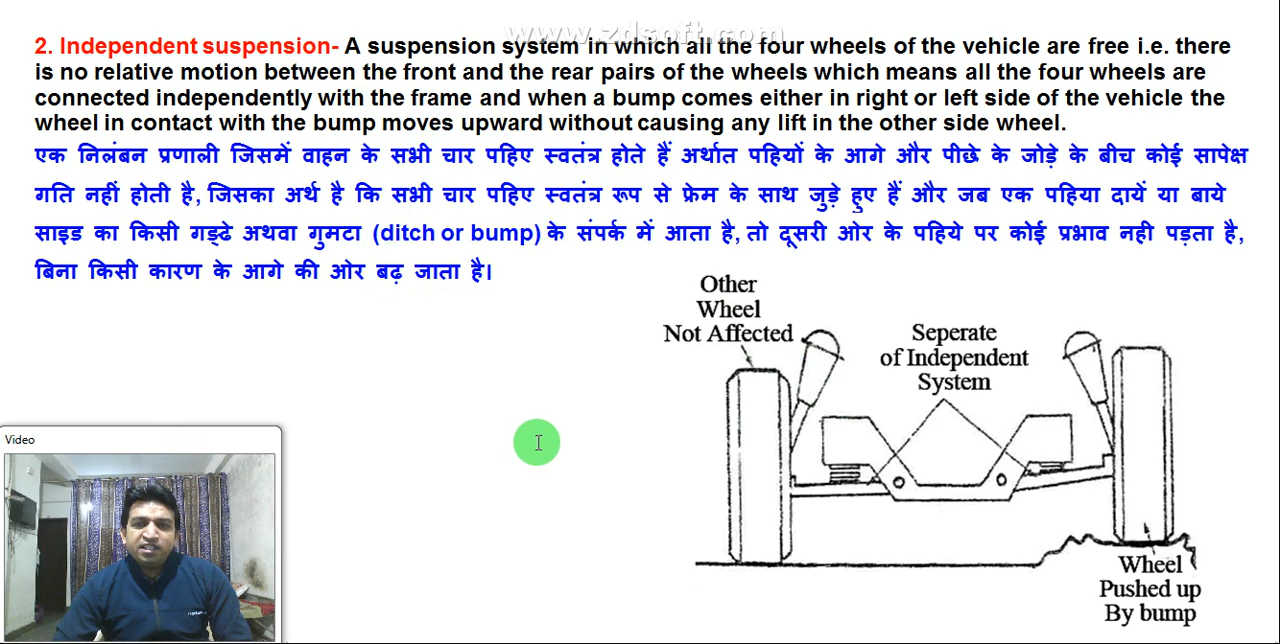 www.zdsoft.com
2. Independent suspension- A suspension system in which all the four wheels of the vehicle are free i.e. there
is no relative motion between the front and the rear pairs of the wheels which means all the four wheels are
connected independently with the frame and when a bump comes either in right or left side of the vehicle the
wheel in contact with the bump moves upward without causing any lift in the other side wheel.
एक निलंबन प्रणाली जिसमें वाहन के सभी चार पहिए स्वतंत्र होते हैं अर्थात पहियों के आगे और पीछे के जोड़े के बीच कोई सापेक्ष
गति नहीं होती है, जिसका अर्थ है कि सभी चार पहिए स्वतंत्र रूप से फ्रेम के साथ जुड़े हुए हैं और जब एक पहिया दायें या बाये
साइड का किसी गड्ढे अथवा गुमटा (ditch or bump) के संपर्क में आता है, तो दूसरी ओर के पहिये पर कोई प्रभाव नही पड़ता है,
बिना किसी कारण के आगे की ओर बढ़ जाता है।
Other
Wheel
Not Affected
Seperate
of Independent
System
Wheel
Pushed up
By bump
Video